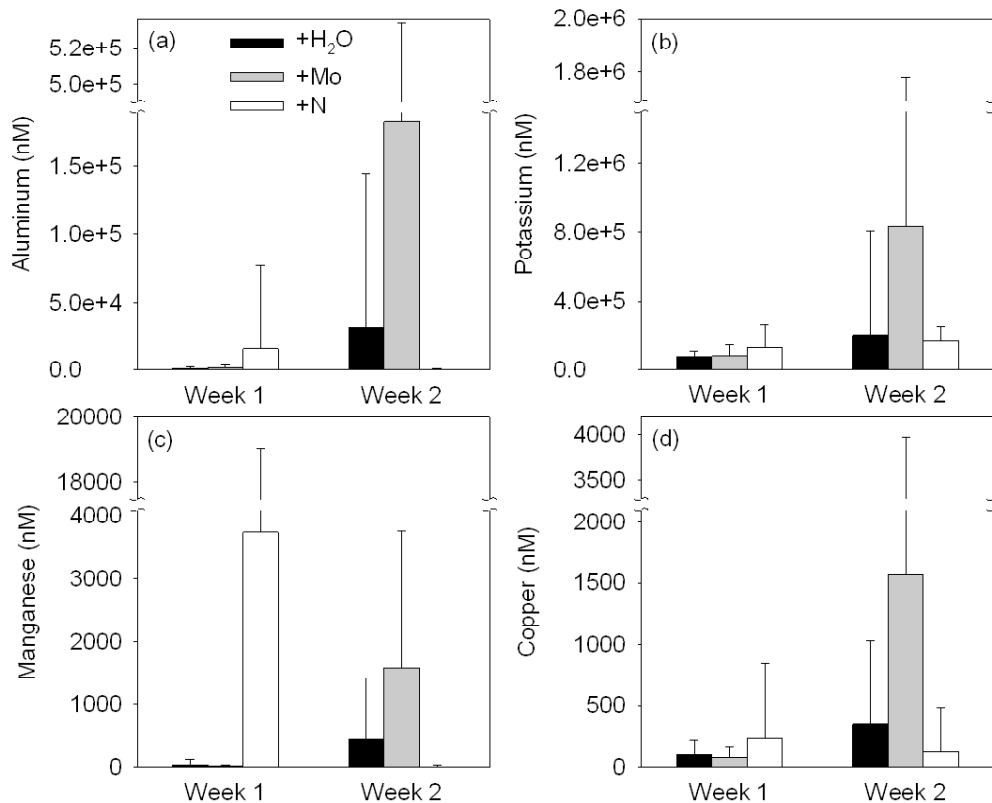 (a)
+H₂O
+Mo
+N
5.2e+5
5.0e+5
1.5e+5
1.0e+5
5.0e+4
0.0
Aluminum (nM)
Week 1 Week 2
(b)
2.0e+6
1.8e+6
1.6e+6
1.2e+6
8.0e+5
4.0e+5
0.0
Potassium (nM)
Week 1 Week 2
(c)
20000
18000
4000
3000
2000
1000
0
Manganese (nM)
Week 1 Week 2
(d)
4000
3500
2000
1500
1000
500
0
Copper (nM)
Week 1 Week 2